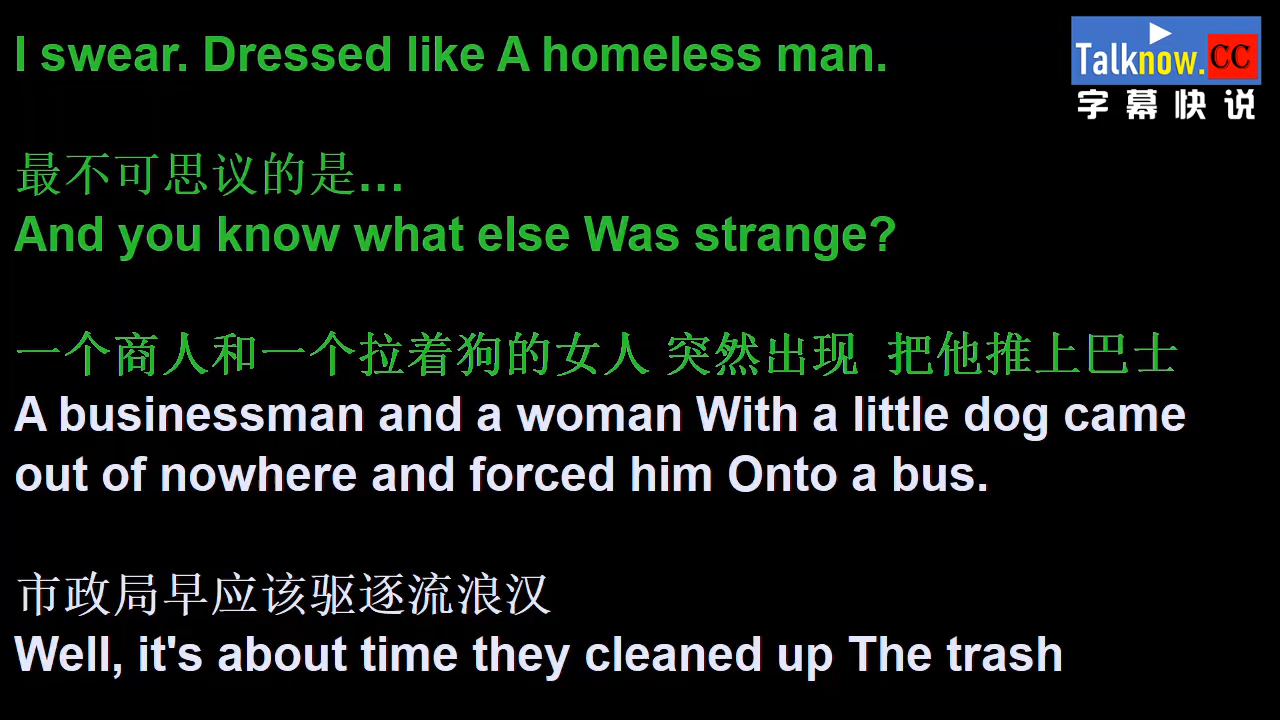 I swear. Dressed like A homeless man.
Talknow.CC
字幕快说
最不可思议的是...
And you know what else Was strange?
一个商人和一个拉着狗的女人 突然出现 把他推上巴士
A businessman and a woman With a little dog came
out of nowhere and forced him Onto a bus.
市政局早应该驱逐流浪汉
Well, it's about time they cleaned up The trash